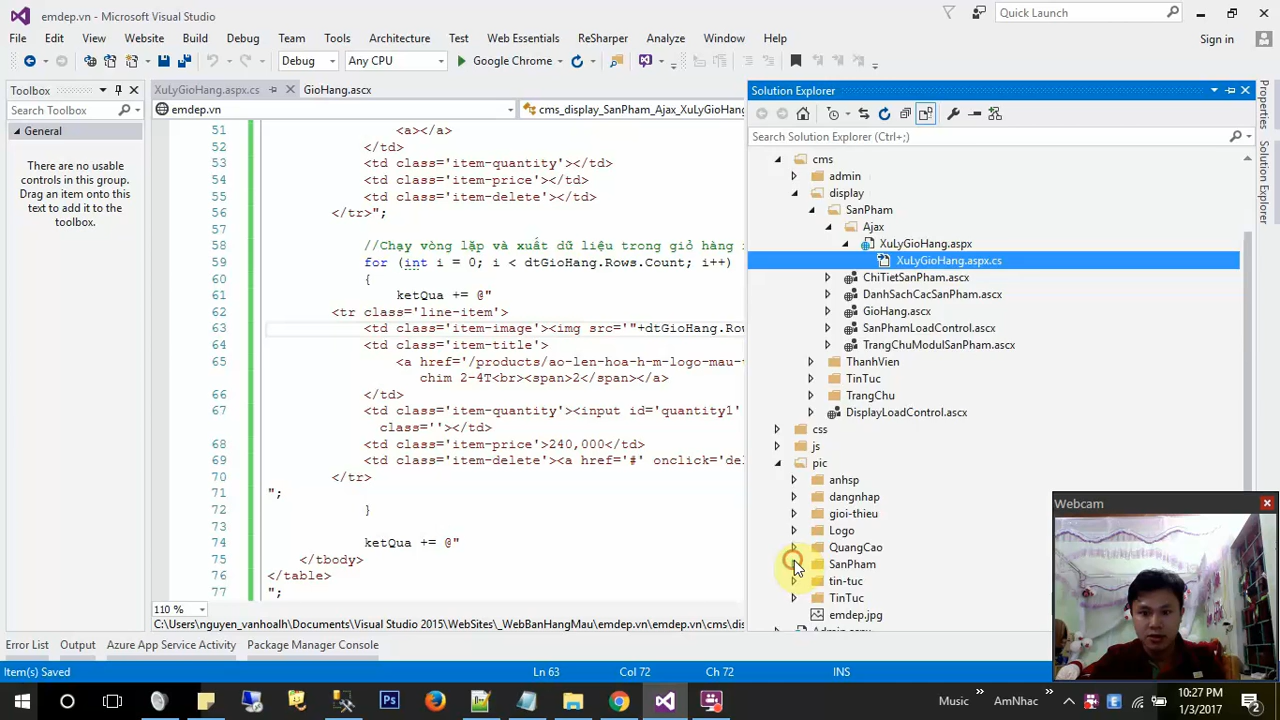 emdep.vn - Microsoft Visual Studio
Quick Launch
File Edit View Website Build Debug Team Tools Architecture Test Web Essentials ReSharper Analyze Window Help
Sign in
Debug Any CPU Google Chrome
Toolbox
Search Toolbox
General
There are no usable
controls in this group.
Drag an item onto this
text to add it to the
toolbox.
XuLyGioHang.aspx.cs GioHang.ascx
emdep.vn cms_display_SanPham_Ajax_XuLyGioHang
51 <a></a>
52 </td>
53 <td class='item-quantity'></td>
54 <td class='item-price'></td>
55 <td class='item-delete'></td>
56 </tr>";
57
58 //Chạy vòng lặp và xuất dữ liệu trong giỏ hàng
59 for (int i = 0; i < dtGioHang.Rows.Count; i++)
60 {
61 ketQua += @"
62 <tr class='line-item'>
63 <td class='item-image'><img src='"+dtGioHang.Row
64 <td class='item-title'>
65 <a href='/products/ao-len-hoa-h-m-logo-mau-
chim 2-4T<br><span>2</span></a>
66 </td>
67 <td class='item-quantity'><input id='quantity1'
class=''></td>
68 <td class='item-price'>240,000</td>
69 <td class='item-delete'><a href='#' onclick='del
70 </tr>
71 ";
72 }
73
74 ketQua += @"
75 </tbody>
76 </table>
77 ";
110 %
C:\Users\nguyen_vanhoalh\Documents\Visual Studio 2015\WebSites\_WebBanHangMau\emdep.vn\emdep.vn\cms\dis
Solution Explorer
Search Solution Explorer (Ctrl+;)
cms
admin
display
SanPham
Ajax
XuLyGioHang.aspx
XuLyGioHang.aspx.cs
ChiTietSanPham.ascx
DanhSachCacSanPham.ascx
GioHang.ascx
SanPhamLoadControl.ascx
TrangChuModulSanPham.ascx
ThanhVien
TinTuc
TrangChu
DisplayLoadControl.ascx
css
js
pic
anhsp
dangnhap
gioi-thieu
Logo
QuangCao
SanPham
tin-tuc
TinTuc
emdep.jpg
Properties
Solution Explorer
Webcam
Error List Output Azure App Service Activity Package Manager Console
Item(s) Saved Ln 63 Col 72 Ch 72 INS
Music AmNhac
10:27 PM
1/3/2017
2